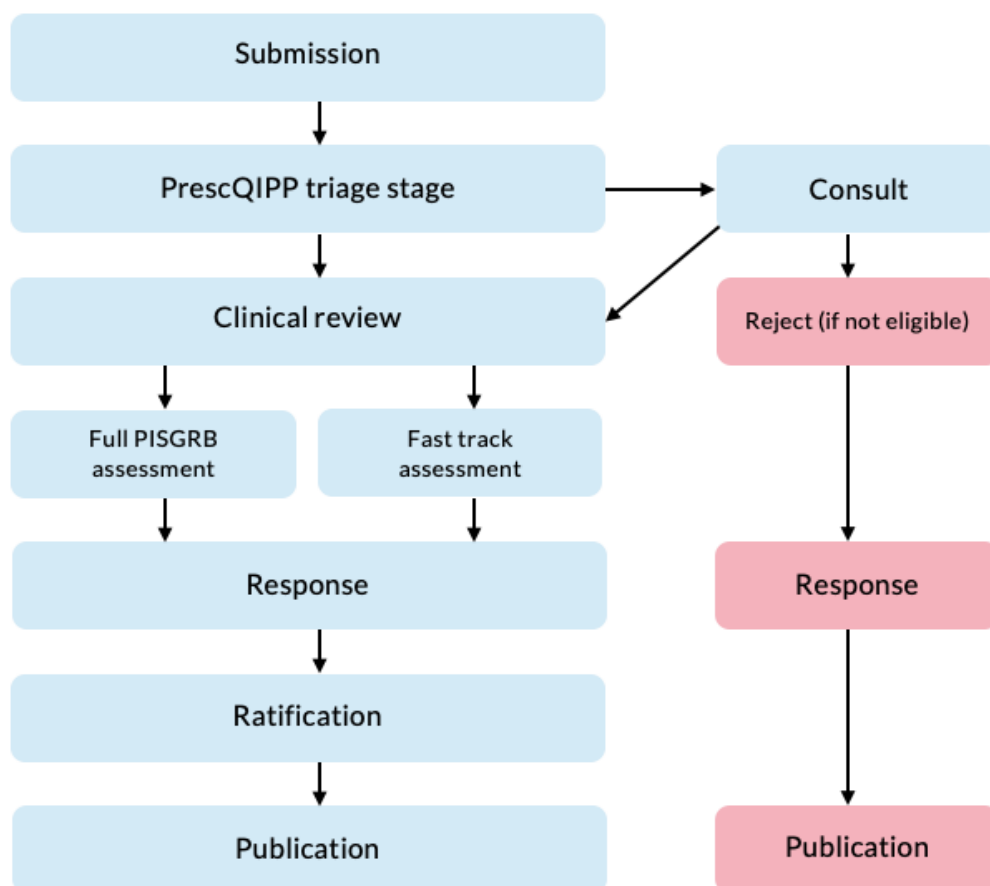 Submission
PrescQIPP triage stage
Consult
Clinical review
Reject (if not eligible)
Full PISGRB
assessment
Fast track
assessment
Response
Response
Ratification
Publication
Publication